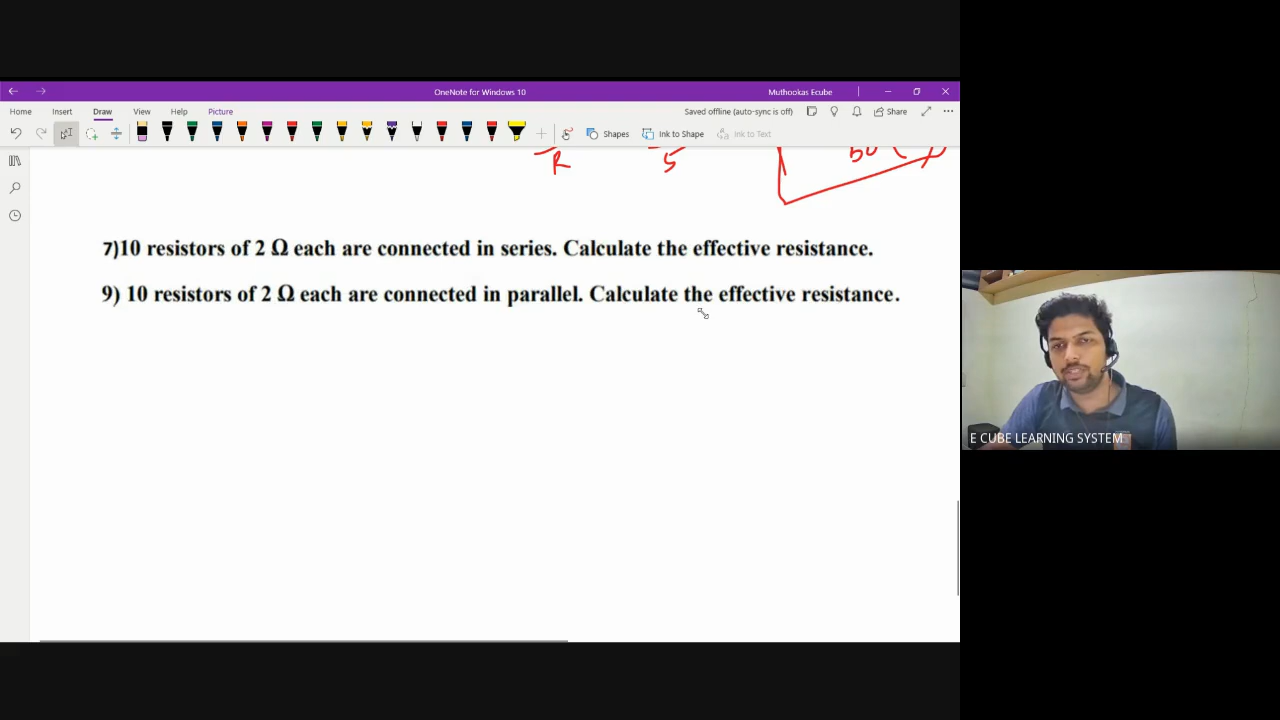 OneNote for Windows 10
Muthookas Ecube
Home Insert Draw View Help Picture
Saved offline (auto-sync is off)
Share
Shapes
Ink to Shape
Ink to Text
R
5
50
7)10 resistors of 2 Ω each are connected in series. Calculate the effective resistance.
9) 10 resistors of 2 Ω each are connected in parallel. Calculate the effective resistance.
E CUBE LEARNING SYSTEM